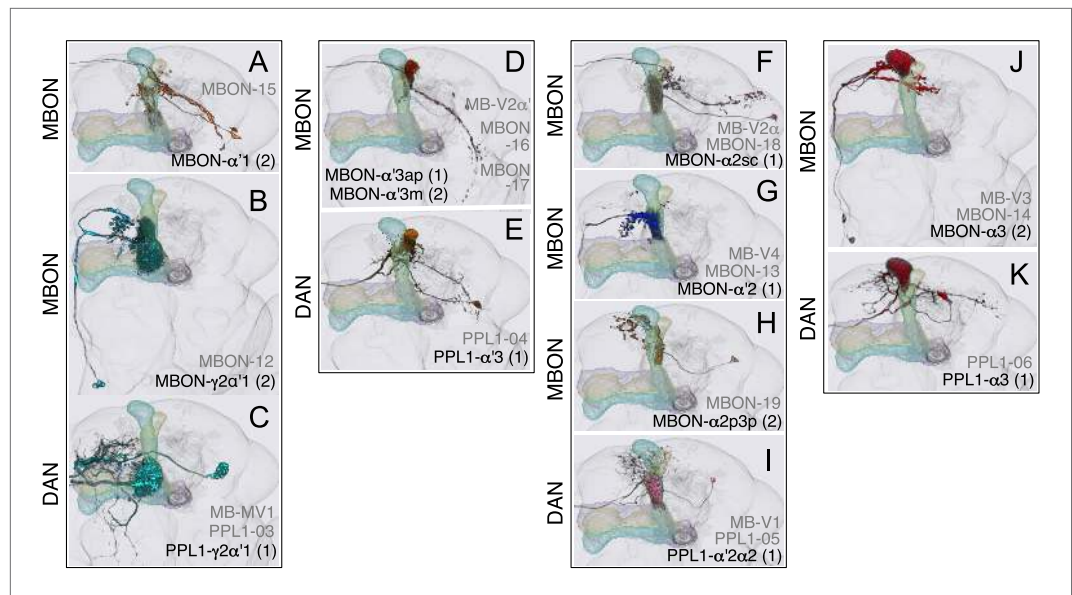 MBON
A
MBON-15
MBON-α'1 (2)
MBON
B
MBON-12
MBON-γ2α'1 (2)
DAN
C
MB-MV1
PPL1-03
PPL1-γ2α'1 (1)
MBON
D
MB-V2α'
MBON
-16
MBON
-17
MBON-α'3ap (1)
MBON-α'3m (2)
DAN
E
PPL1-04
PPL1-α'3 (1)
MBON
F
MB-V2α
MBON-18
MBON-α2sc (1)
MBON
G
MB-V4
MBON-13
MBON-α'2 (1)
MBON
H
MBON-19
MBON-α2p3p (2)
DAN
I
MB-V1
PPL1-05
PPL1-α'2α2 (1)
MBON
J
MB-V3
MBON-14
MBON-α3 (2)
DAN
K
PPL1-06
PPL1-α3 (1)